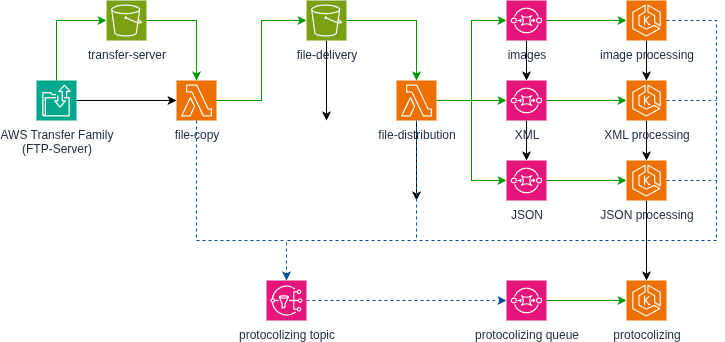 transfer-server
file-delivery
images
image processing
AWS Transfer Family
(FTP-Server)
file-copy
file-distribution
XML
XML processing
JSON
JSON processing
protocolizing topic
protocolizing queue
protocolizing